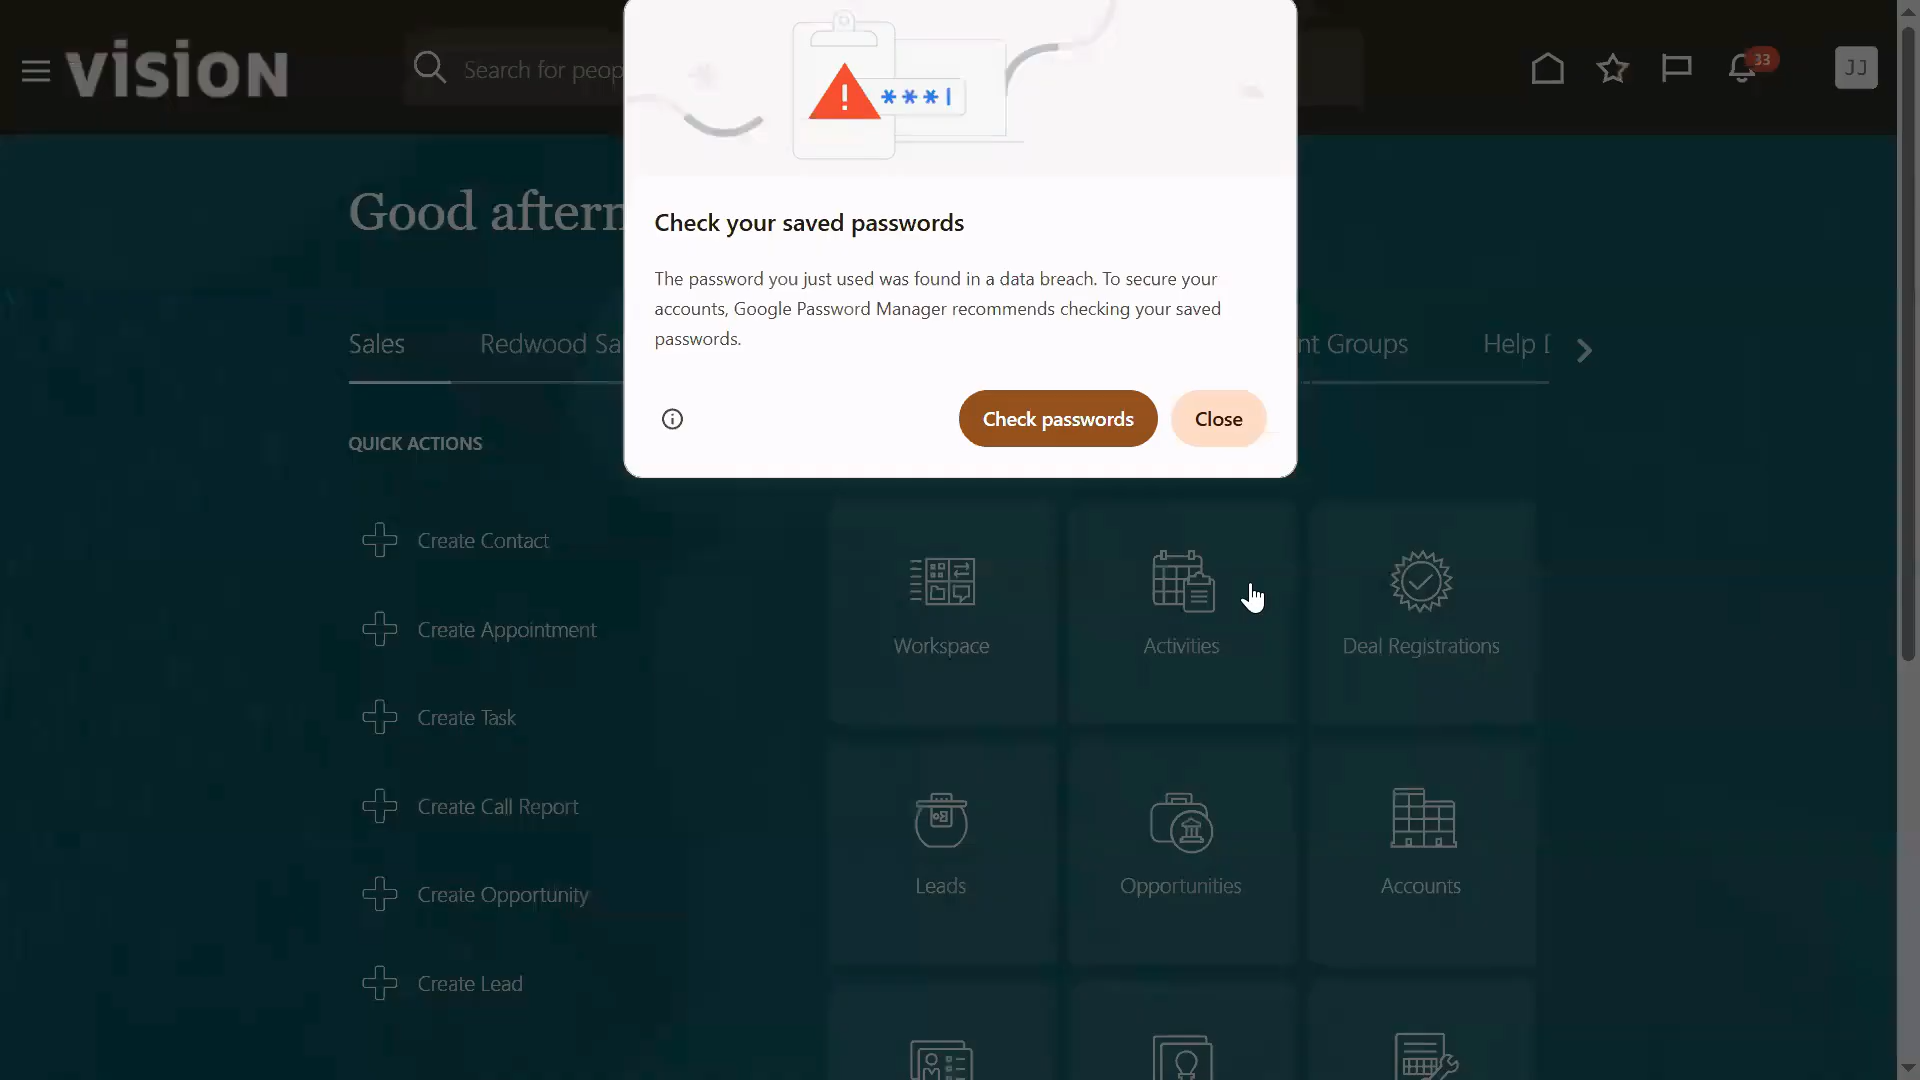 vision
Search for peop
33
JJ
***|
Good aftern
Check your saved passwords
The password you just used was found in a data breach. To secure your
accounts, Google Password Manager recommends checking your saved
passwords.
Check passwords
Close
Sales
Redwood Sa
nt Groups
Help D
QUICK ACTIONS
Create Contact
Create Appointment
Create Task
Create Call Report
Create Opportunity
Create Lead
Workspace
Activities
Deal Registrations
Leads
Opportunities
Accounts